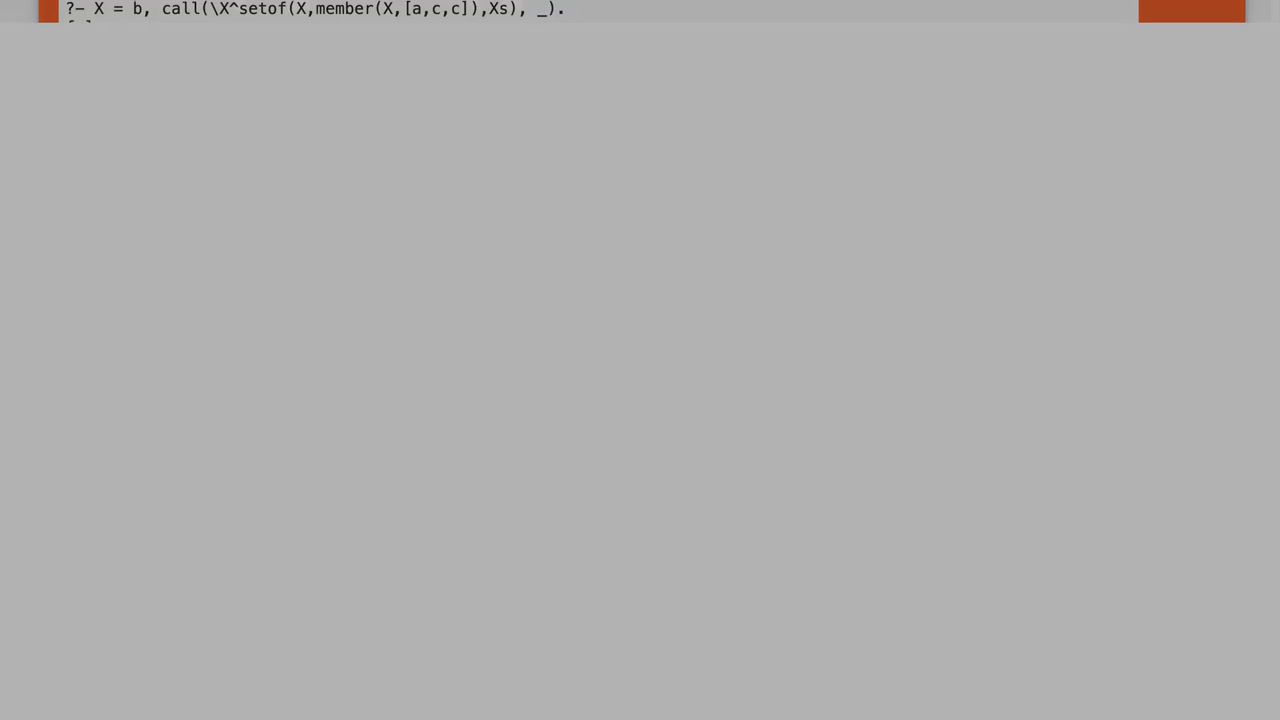 ?- X = b, call(\X^setof(X,member(X,[a,c,c]),Xs), _).